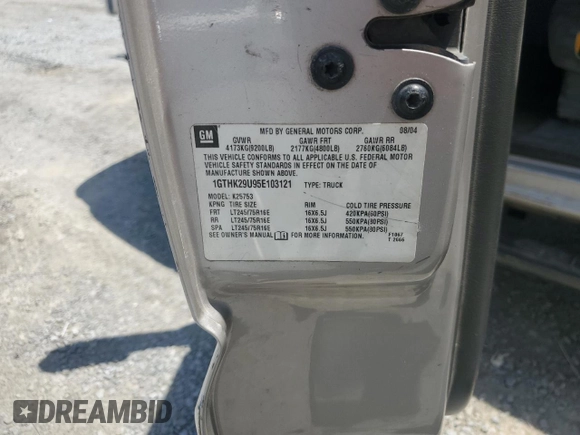 GM
MFD BY GENERAL MOTORS CORP. 08/04
GVWR GAWR FRT GAWR RR
4173KG(9200LB) 2177KG(4800LB) 2760KG(6084LB)
THIS VEHICLE CONFORMS TO ALL APPLICABLE U.S. FEDERAL MOTOR
VEHICLE SAFETY STANDARDS IN EFFECT ON THE DATE OF
MANUFACTURE SHOWN ABOVE.
1GTHK29U95E103121 TYPE: TRUCK
MODEL: K25753
KPNG TIRE SIZE RIM COLD TIRE PRESSURE
FRT LT245/75R16E 16X6.5J 420KPA(60PSI)
RR LT245/75R16E 16X6.5J 550KPA(80PSI)
SPA LT245/75R16E 16X6.5J 550KPA(80PSI)
SEE OWNER'S MANUAL FOR MORE INFORMATION. F1067
T 2666
DREAMBID